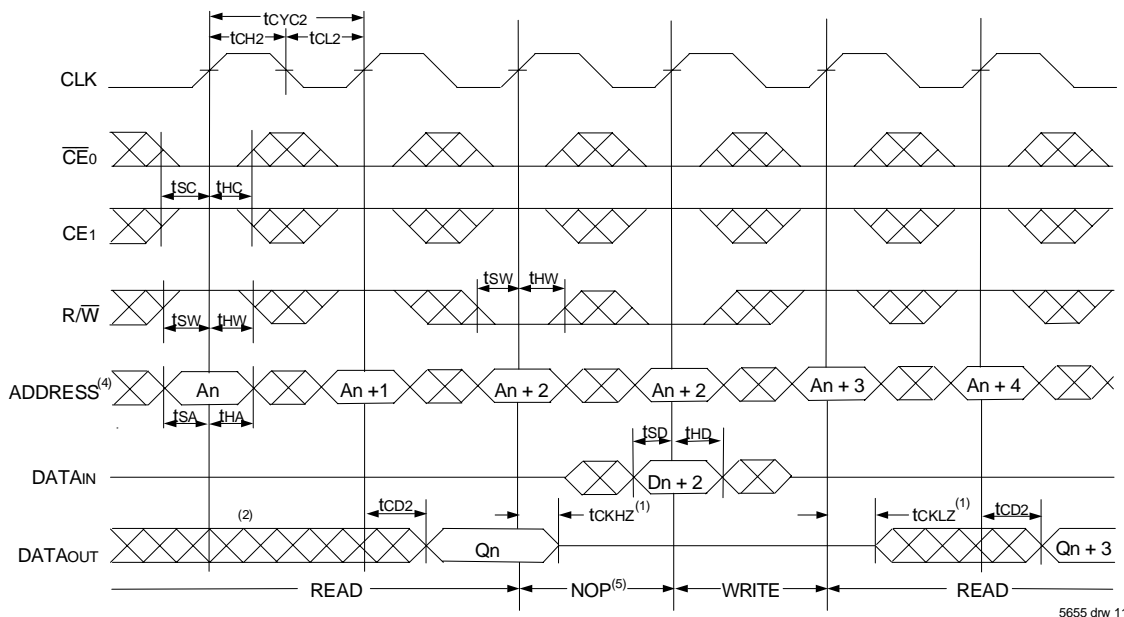 tCYC2
tCH2 tCL2
CLK
CE0
tSC tHC
CE1
tSW tHW
R/W
tSW tHW
ADDRESS(4) An An +1 An + 2 An + 2 An + 3 An + 4
tSA tHA
tSD tHD
DATAIN Dn + 2
(2) tCD2 tCKHZ(1) tCKLZ(1) tCD2
DATAOUT Qn Qn + 3
READ NOP(5) WRITE READ
5655 drw 11